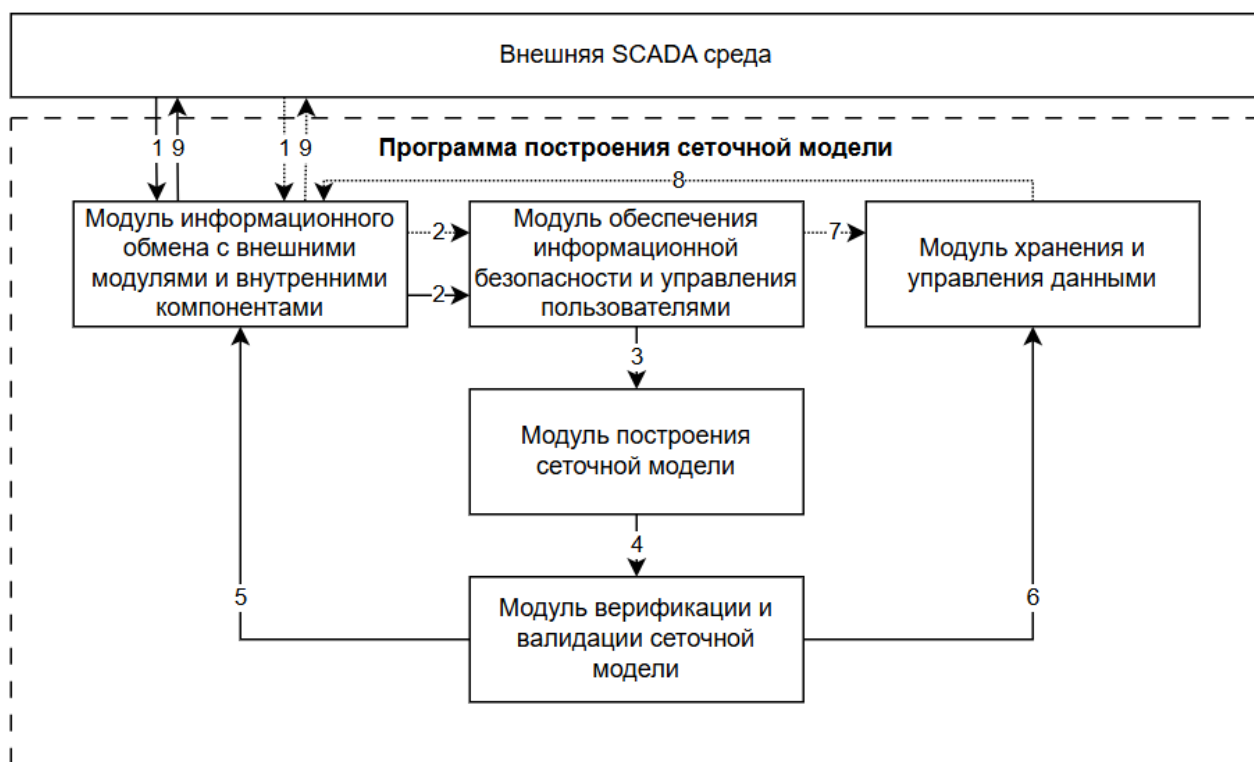 Внешняя SCADA среда
1 9 1 9
Программа построения сеточной модели
8
Модуль информационного
обмена с внешними
модулями и внутренними
компонентами
2
2
Модуль обеспечения
информационной
безопасности и управления
пользователями
7
Модуль хранения и
управления данными
3
Модуль построения
сеточной модели
4
5
Модуль верификации и
валидации сеточной
модели
6